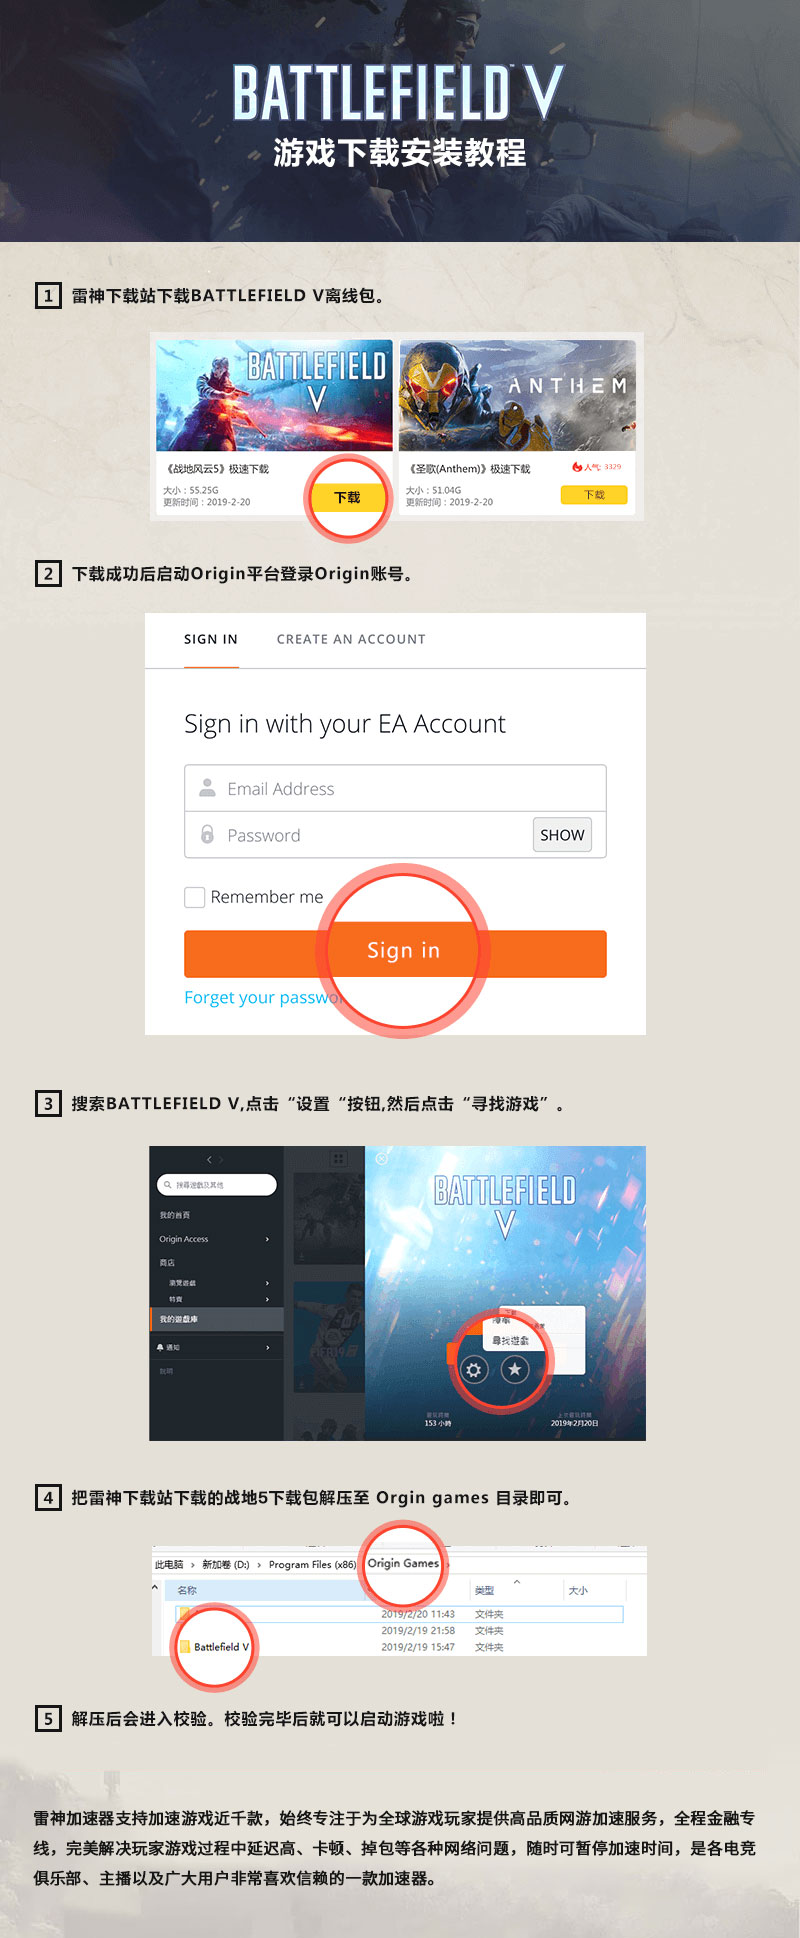 BATTLEFIELD V
游戏下载安装教程
1 雷神下载站下载BATTLEFIELD V离线包。
BATTLEFIELD
V
ANTHEM
《战地风云5》极速下载
大小：55.25G
更新时间：2019-2-20
下载
《圣歌(Anthem)》极速下载
人气: 3329
大小：51.04G
更新时间：2019-2-20
下载
2 下载成功后启动Origin平台登录Origin账号。
SIGN IN
CREATE AN ACCOUNT
Sign in with your EA Account
Email Address
Password
SHOW
Remember me
Sign in
Forget your passwo
3 搜索BATTLEFIELD V,点击“设置“按钮,然后点击“寻找游戏”。
搜尋遊戲及其他
我的首頁
Origin Access
商店
瀏覽遊戲
特賣
我的遊戲庫
通知
說明
FIFA19
BATTLEFIELD
V
尋找遊戲
153 小時
2019年2月20日
4 把雷神下载站下载的战地5下载包解压至 Orgin games 目录即可。
此电脑 › 新加卷 (D:) › Program Files (x86) Origin Games
名称
类型
大小
2019/2/20 11:43 文件夹
2019/2/19 21:58 文件夹
Battlefield V
2019/2/19 15:47 文件夹
5 解压后会进入校验。校验完毕后就可以启动游戏啦！
雷神加速器支持加速游戏近千款，始终专注于为全球游戏玩家提供高品质网游加速服务，全程金融专
线，完美解决玩家游戏过程中延迟高、卡顿、掉包等各种网络问题，随时可暂停加速时间，是各电竞
俱乐部、主播以及广大用户非常喜欢信赖的一款加速器。